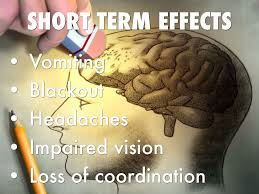 SHORT TERM EFFECTS
• Vomiting
• Blackout
• Headaches
• Impaired vision
• Loss of coordination